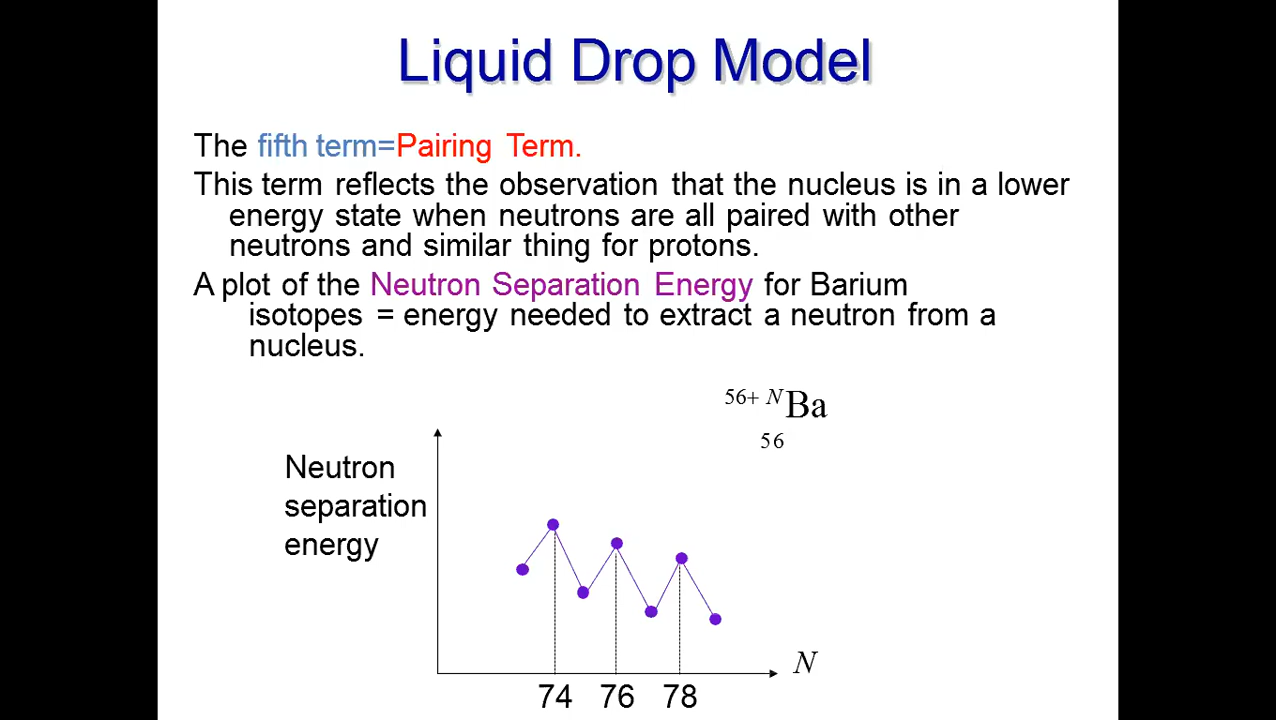 Liquid Drop Model
The fifth term=Pairing Term.
This term reflects the observation that the nucleus is in a lower
energy state when neutrons are all paired with other
neutrons and similar thing for protons.
A plot of the Neutron Separation Energy for Barium
isotopes = energy needed to extract a neutron from a
nucleus.
56+ N Ba
56
Neutron
separation
energy
N
74 76 78